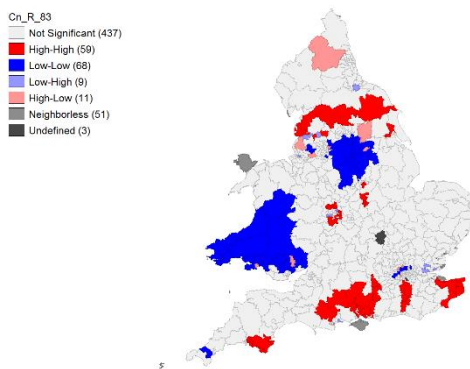 Cn_R_83
Not Significant (437)
High-High (59)
Low-Low (68)
Low-High (9)
High-Low (11)
Neighborless (51)
Undefined (3)